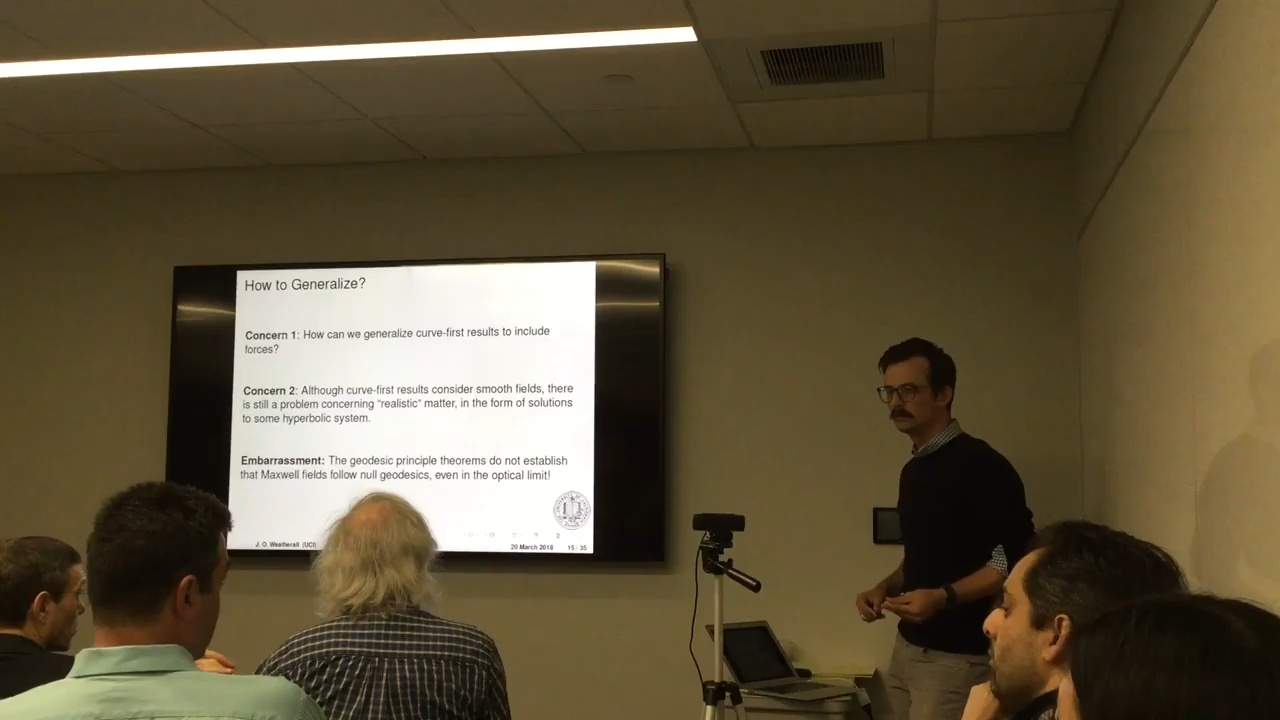 How to Generalize?
Concern 1: How can we generalize curve-first results to include
forces?
Concern 2: Although curve-first results consider smooth fields, there
is still a problem concerning "realistic" matter, in the form of solutions
to some hyperbolic system.
Embarrassment: The geodesic principle theorems do not establish
that Maxwell fields follow null geodesics, even in the optical limit!
J. O. Weatherall (UCI)
20 March 2018
15 / 35